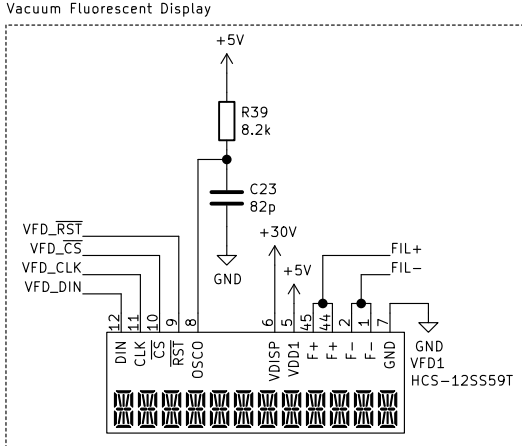 Vacuum Fluorescent Display
+5V
R39
8.2k
C23
82p
GND
VFD_RST
VFD_CS
VFD_CLK
VFD_DIN
+30V
+5V
FIL+
FIL-
12 11 10 9 8 6 5 45 44 2 1 7
DIN CLK CS RST OSCO VDISP VDD1 F+ F+ F- F- GND
GND
VFD1
HCS-12SS59T